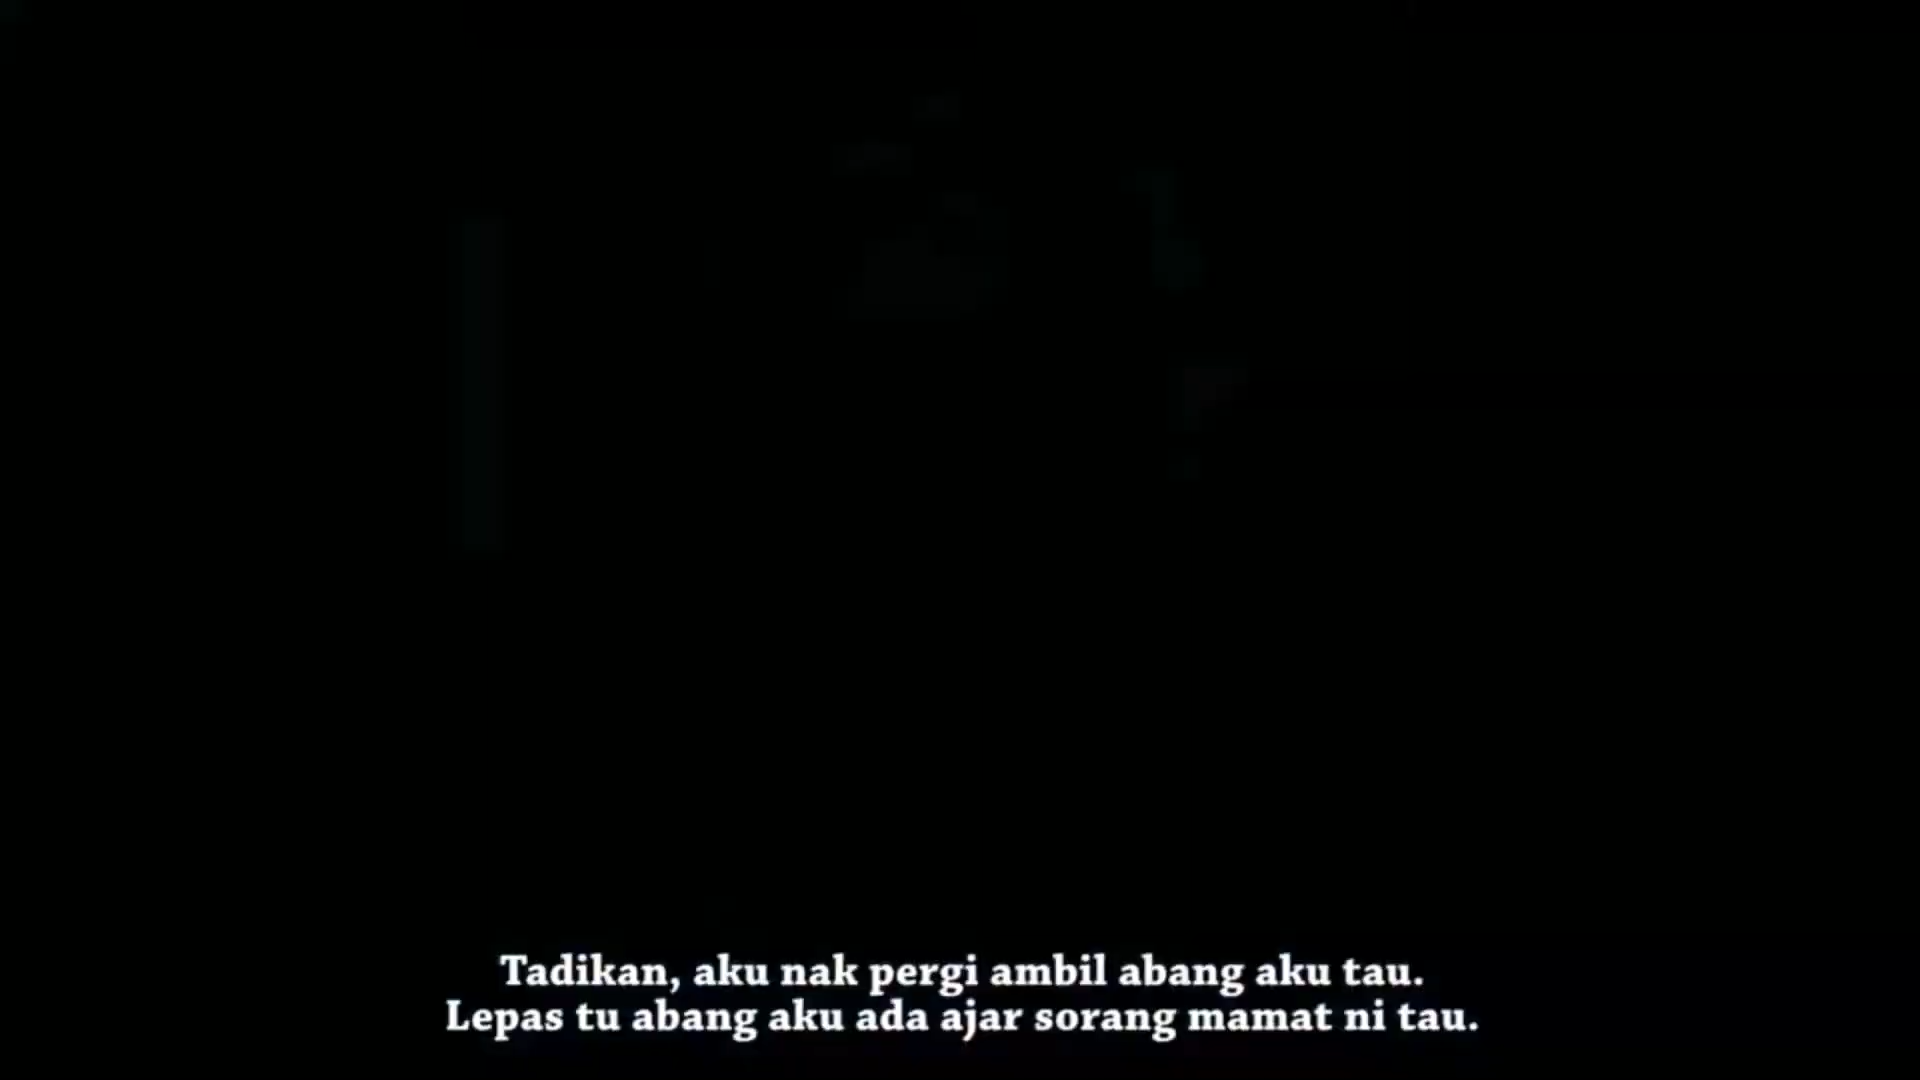 Tadikan, aku nak pergi ambil abang aku tau.
Lepas tu abang aku ada ajar sorang mamat ni tau.